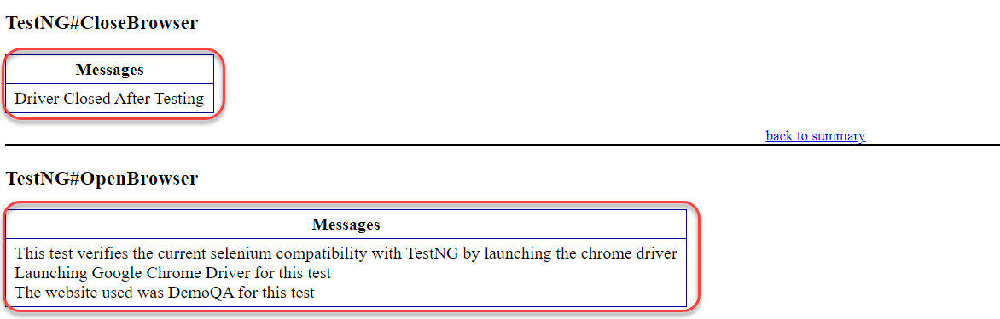 TestNG#CloseBrowser
Messages
Driver Closed After Testing
back to summary
TestNG#OpenBrowser
Messages
This test verifies the current selenium compatibility with TestNG by launching the chrome driver
Launching Google Chrome Driver for this test
The website used was DemoQA for this test